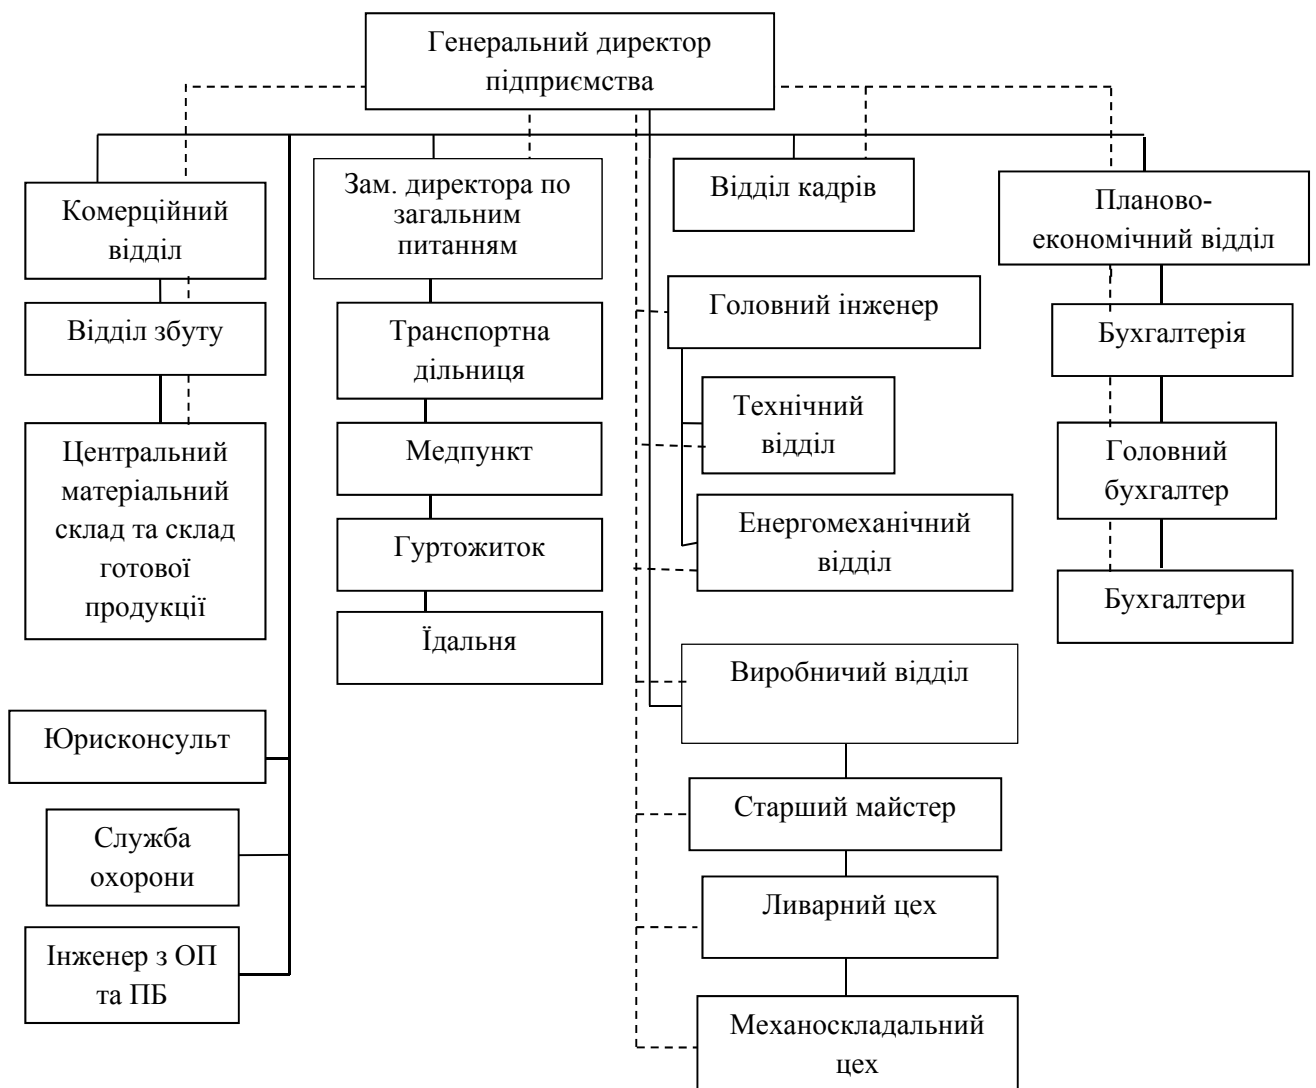 Генеральний директор
підприємства
Комерційний
відділ
Відділ збуту
Центральний
матеріальний
склад та склад
готової
продукції
Юрисконсульт
Служба
охорони
Інженер з ОП
та ПБ
Зам. директора по
загальним
питанням
Транспортна
дільниця
Медпункт
Гуртожиток
Їдальня
Відділ кадрів
Головний інженер
Технічний
відділ
Енергомеханічний
відділ
Виробничий відділ
Старший майстер
Ливарний цех
Механоскладальний
цех
Планово-
економічний відділ
Бухгалтерія
Головний
бухгалтер
Бухгалтери